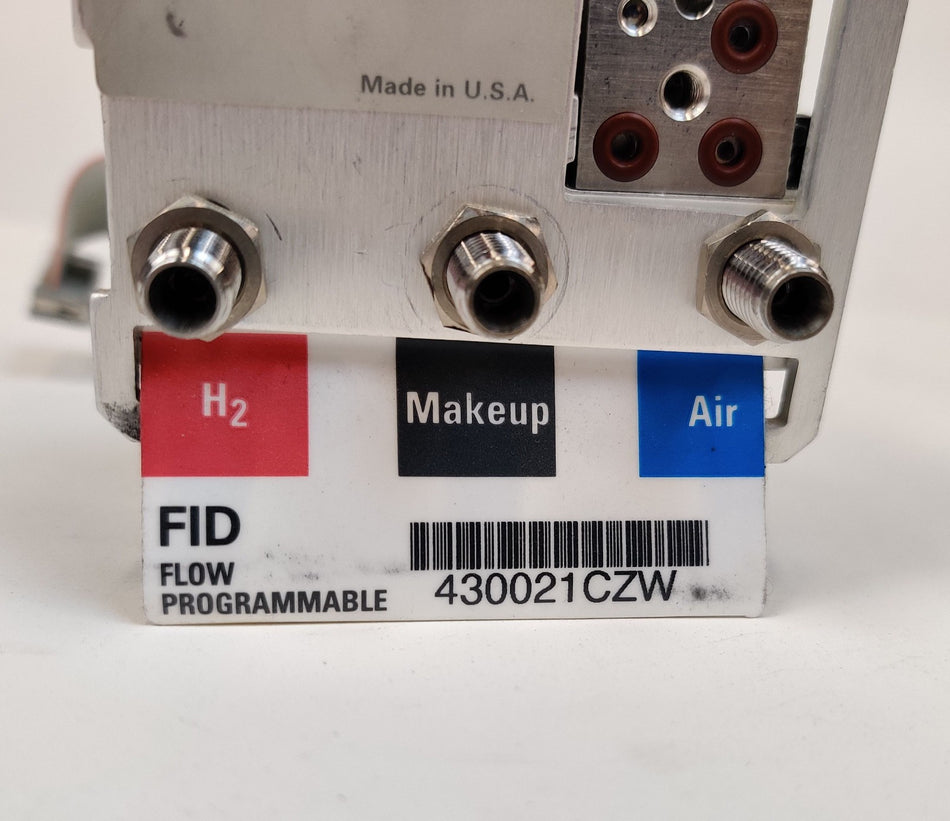 Made in U.S.A.
H₂
Makeup
Air
FID
FLOW
PROGRAMMABLE
430021CZW